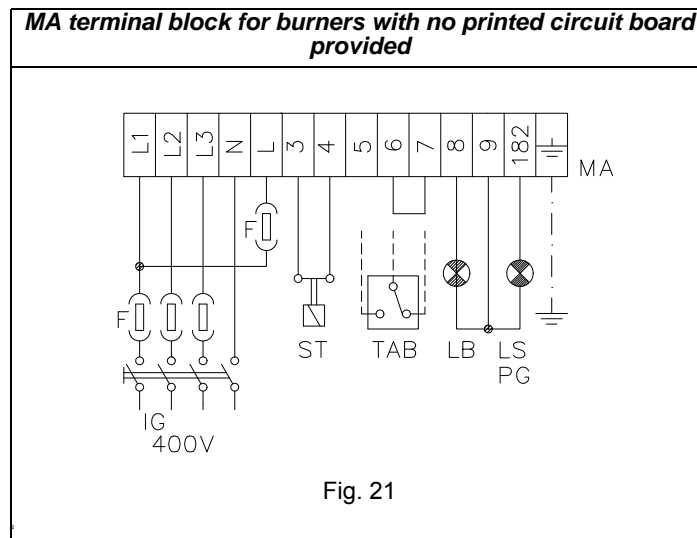 MA terminal block for burners with no printed circuit board
provided
L1 L2 L3 N L 3 4 5 6 7 8 9 182
MA
F
F
ST TAB LB LS
PG
IG
400V
Fig. 21